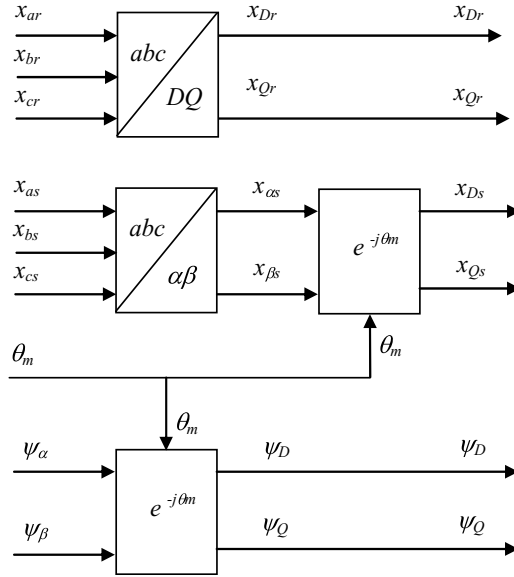 x_ar x_Dr x_Dr
x_br
abc
x_cr x_Qr x_Qr
DQ
x_as x_αs x_Ds
x_bs
abc
e^-jθm
x_cs x_βs x_Qs
αβ
θ_m
θ_m
θ_m
ψ_α ψ_D ψ_D
e^-jθm
ψ_β ψ_Q ψ_Q